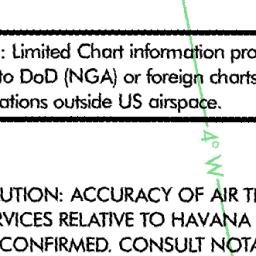 : Limited Chart information pro
to DoD (NGA) or foreign charts
ations outside US airspace.
4° W
UTION: ACCURACY OF AIR T
RVICES RELATIVE TO HAVANA
CONFIRMED. CONSULT NOTA